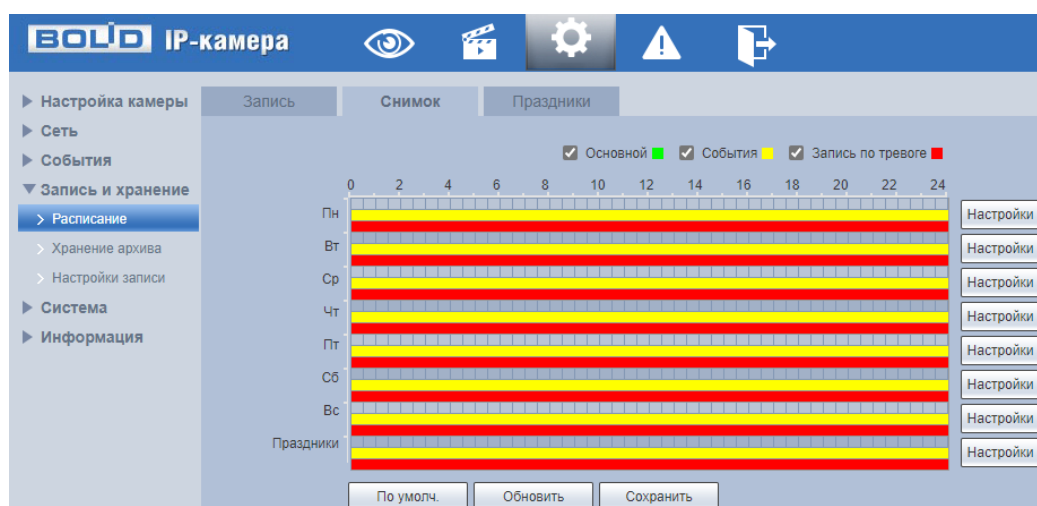 BOLID IP-камера
Настройка камеры
Сеть
События
Запись и хранение
Расписание
Хранение архива
Настройки записи
Система
Информация
Запись Снимок Праздники
Основной События Запись по тревоге
0 2 4 6 8 10 12 14 16 18 20 22 24
Пн Настройки
Вт Настройки
Ср Настройки
Чт Настройки
Пт Настройки
Сб Настройки
Вс Настройки
Праздники Настройки
По умолч. Обновить Сохранить